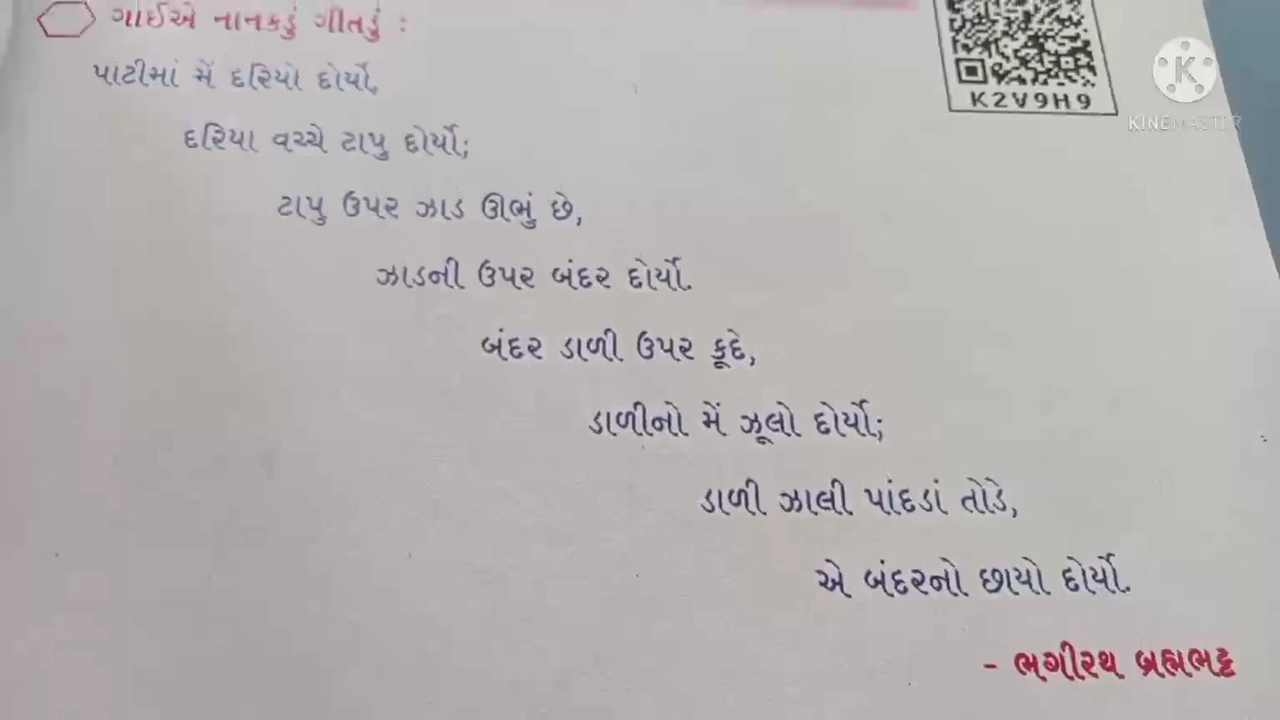 ગાઈએ નાનકડું ગીતડું :
K2V9H9
KINEMASTER
પાટીમાં મેં દરિયો દોર્યો,
દરિયા વચ્ચે ટાપુ દોર્યો;
ટાપુ ઉપર ઝાડ ઊભું છે,
ઝાડની ઉપર બંદર દોર્યો.
બંદર ડાળી ઉપર કૂદે,
ડાળીનો મેં ઝૂલો દોર્યો;
ડાળી ઝાલી પાંદડાં તોડે,
એ બંદરનો છાયો દોર્યો.
- ભગીરથ બ્રહ્મભટ્ટ